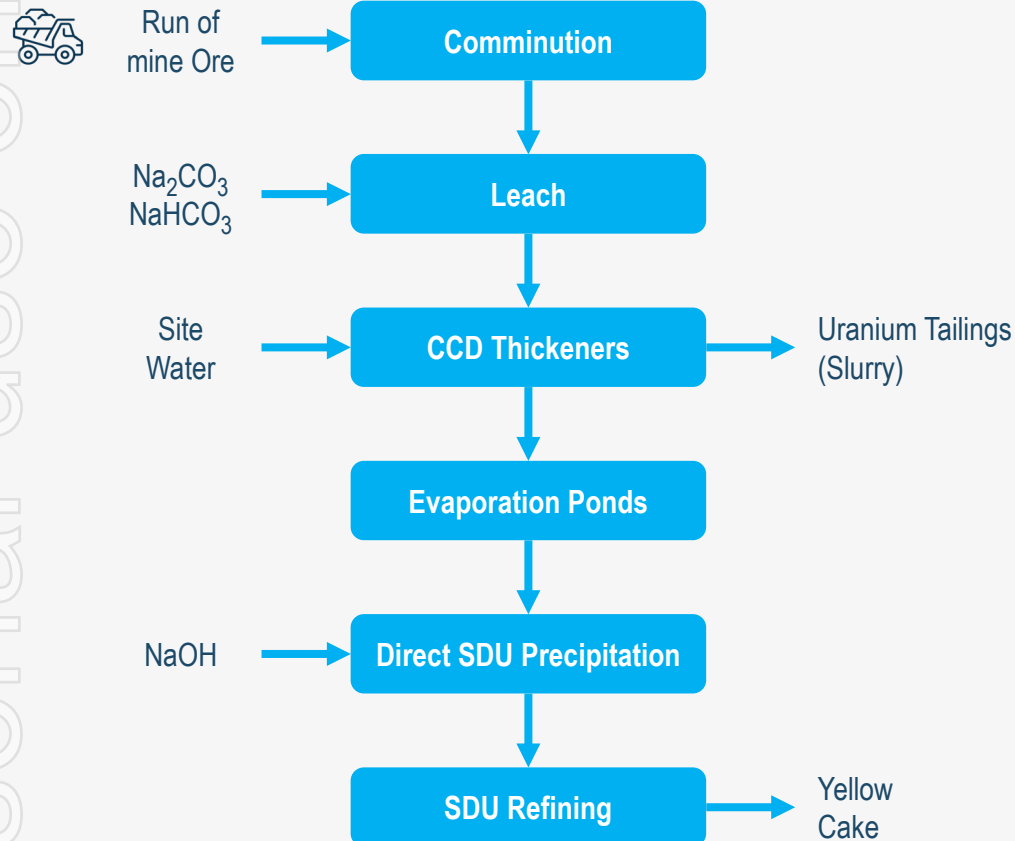 Run of
mine Ore
Comminution
Na₂CO₃
NaHCO₃
Leach
Site
Water
CCD Thickeners
Uranium Tailings
(Slurry)
Evaporation Ponds
NaOH
Direct SDU Precipitation
SDU Refining
Yellow
Cake